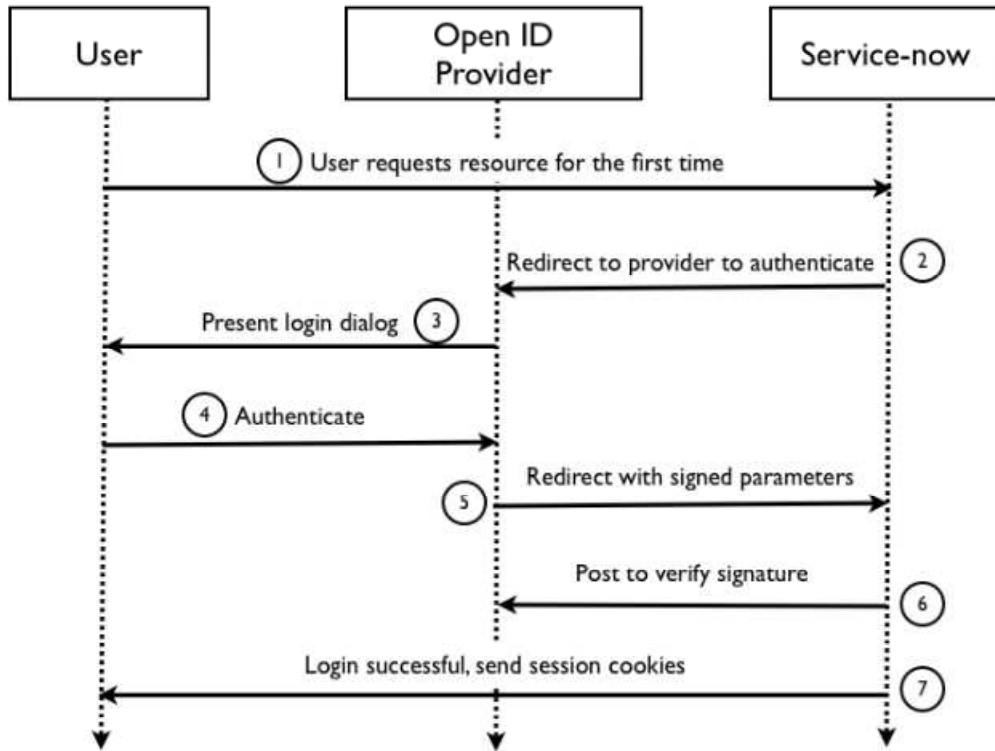 User
Open ID
Provider
Service-now
1 User requests resource for the first time
Redirect to provider to authenticate 2
Present login dialog 3
4 Authenticate
Redirect with signed parameters
5
Post to verify signature
6
Login successful, send session cookies
7